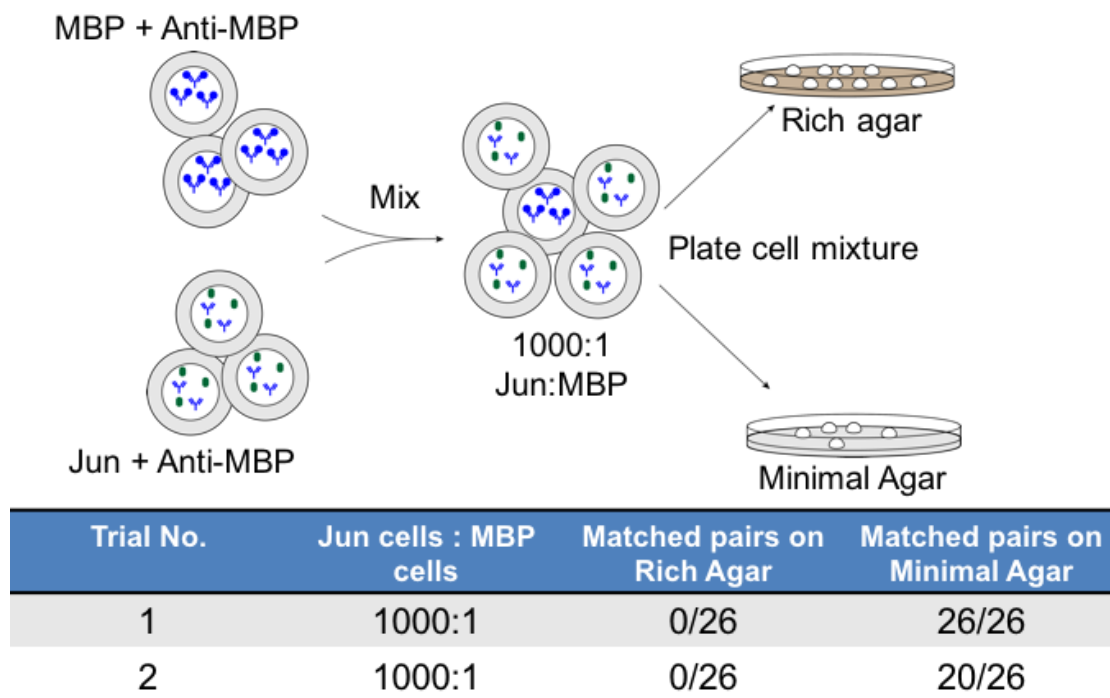 MBP + Anti-MBP
Mix
Jun + Anti-MBP
1000:1
Jun:MBP
Rich agar
Plate cell mixture
Minimal Agar
Trial No. Jun cells : MBP cells Matched pairs on Rich Agar Matched pairs on Minimal Agar
1 1000:1 0/26 26/26
2 1000:1 0/26 20/26